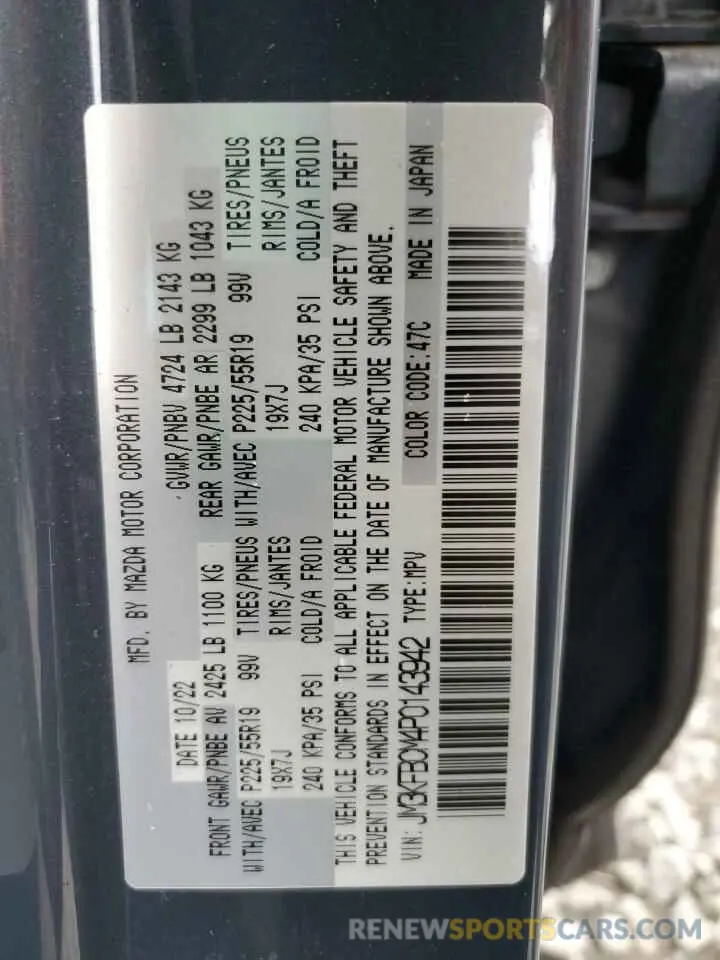 MFD. BY MAZDA MOTOR CORPORATION
DATE 10/22 GVWR/PNBV 4724 LB 2143 KG
FRONT GAWR/PNBE AV 2425 LB 1100 KG REAR GAWR/PNBE AR 2299 LB 1043 KG
WITH/AVEC P225/55R19 99V TIRES/PNEUS WITH/AVEC P225/55R19 99V TIRES/PNEUS
19X7J RIMS/JANTES 19X7J RIMS/JANTES
240 KPA/35 PSI COLD/A FROID 240 KPA/35 PSI COLD/A FROID
THIS VEHICLE CONFORMS TO ALL APPLICABLE FEDERAL MOTOR VEHICLE SAFETY AND THEFT
PREVENTION STANDARDS IN EFFECT ON THE DATE OF MANUFACTURE SHOWN ABOVE.
VIN: JM3KFBCM4P0143942 TYPE:MPV COLOR CODE:47C MADE IN JAPAN
RENEWSPORTSCARS.COM